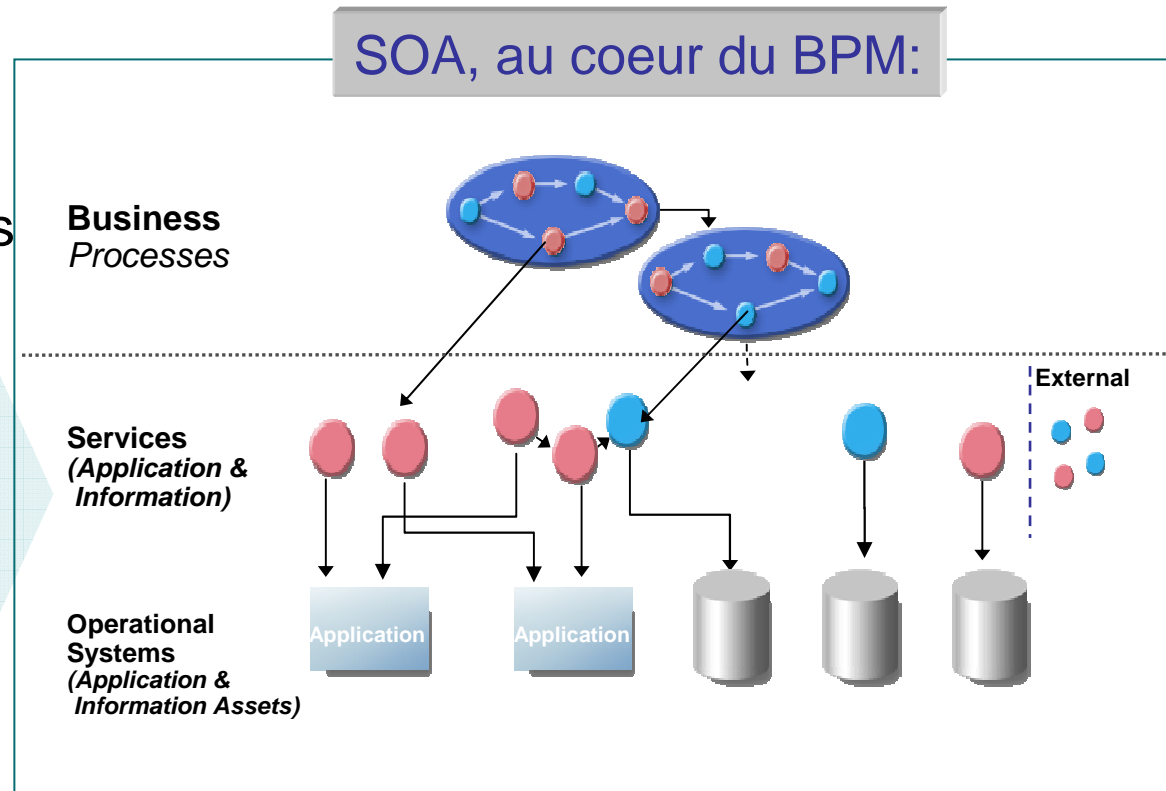 SOA, au coeur du BPM:
s
Business
Processes
External
Services
(Application &
Information)
Operational
Systems
(Application &
Information Assets)
Application
Application